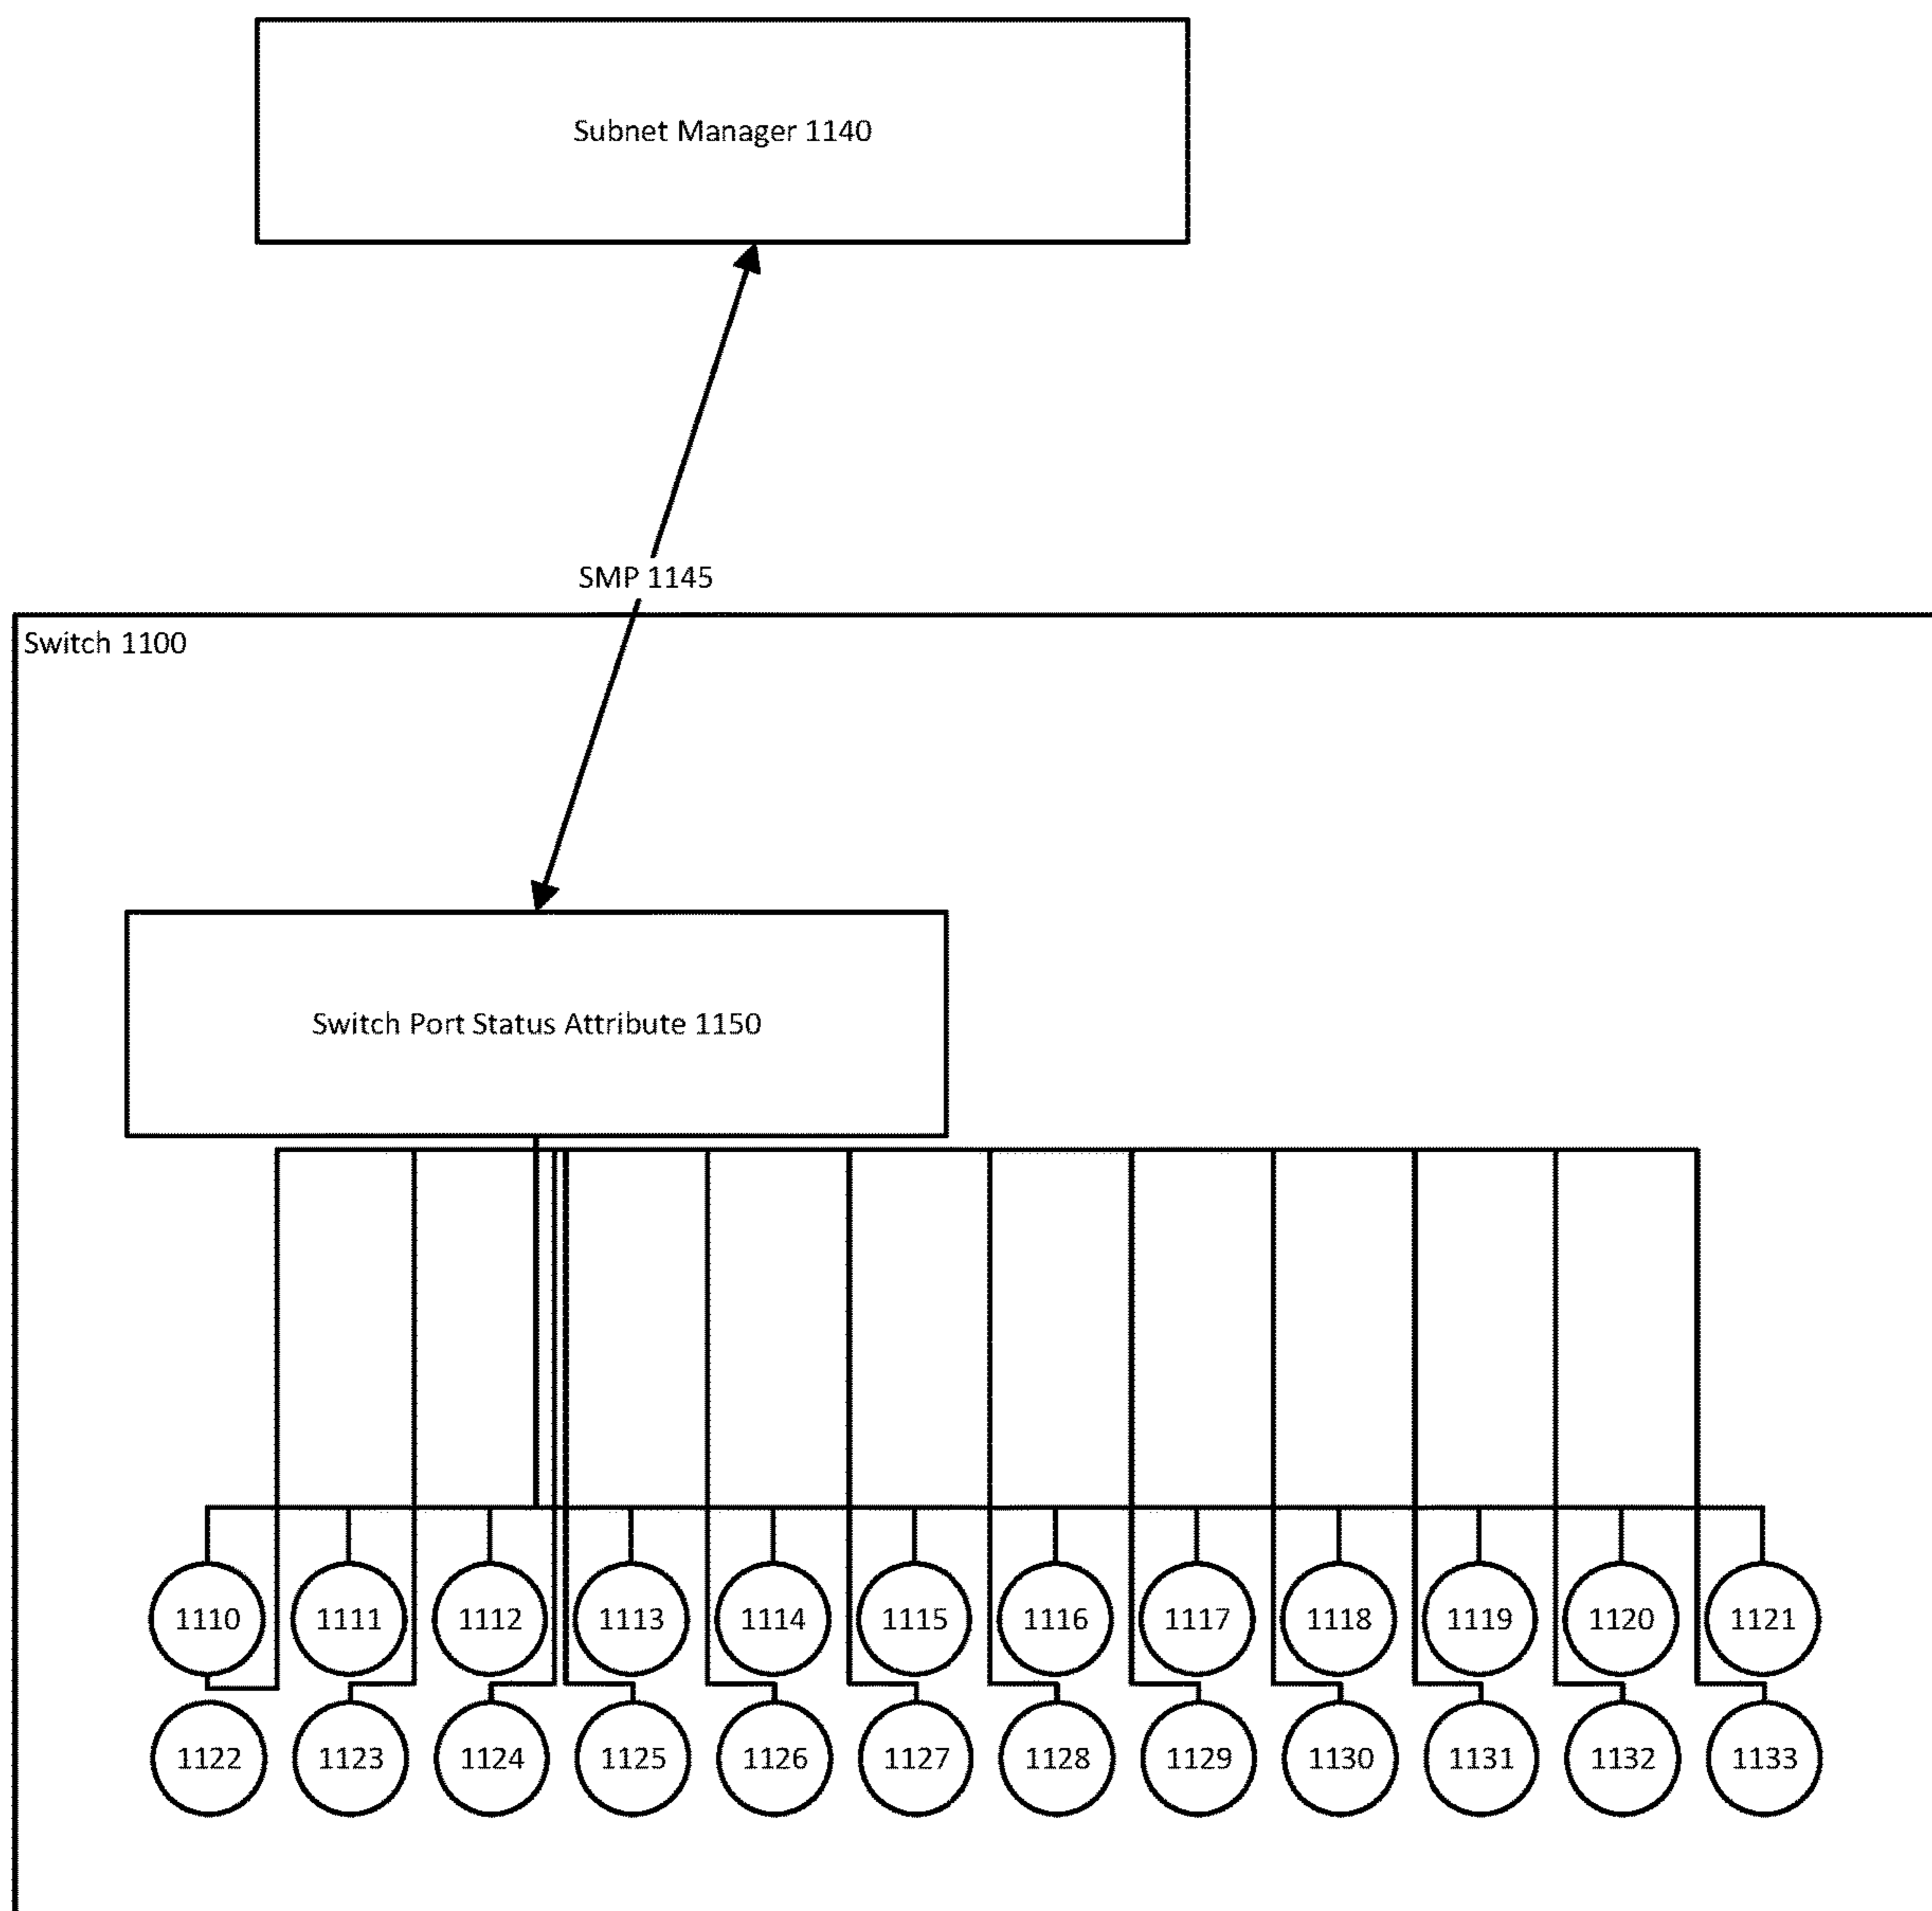 Subnet Manager 1140
SMP 1145
Switch 1100
Switch Port Status Attribute 1150
1110 1111 1112 1113 1114 1115 1116 1117 1118 1119 1120 1121
1122 1123 1124 1125 1126 1127 1128 1129 1130 1131 1132 1133